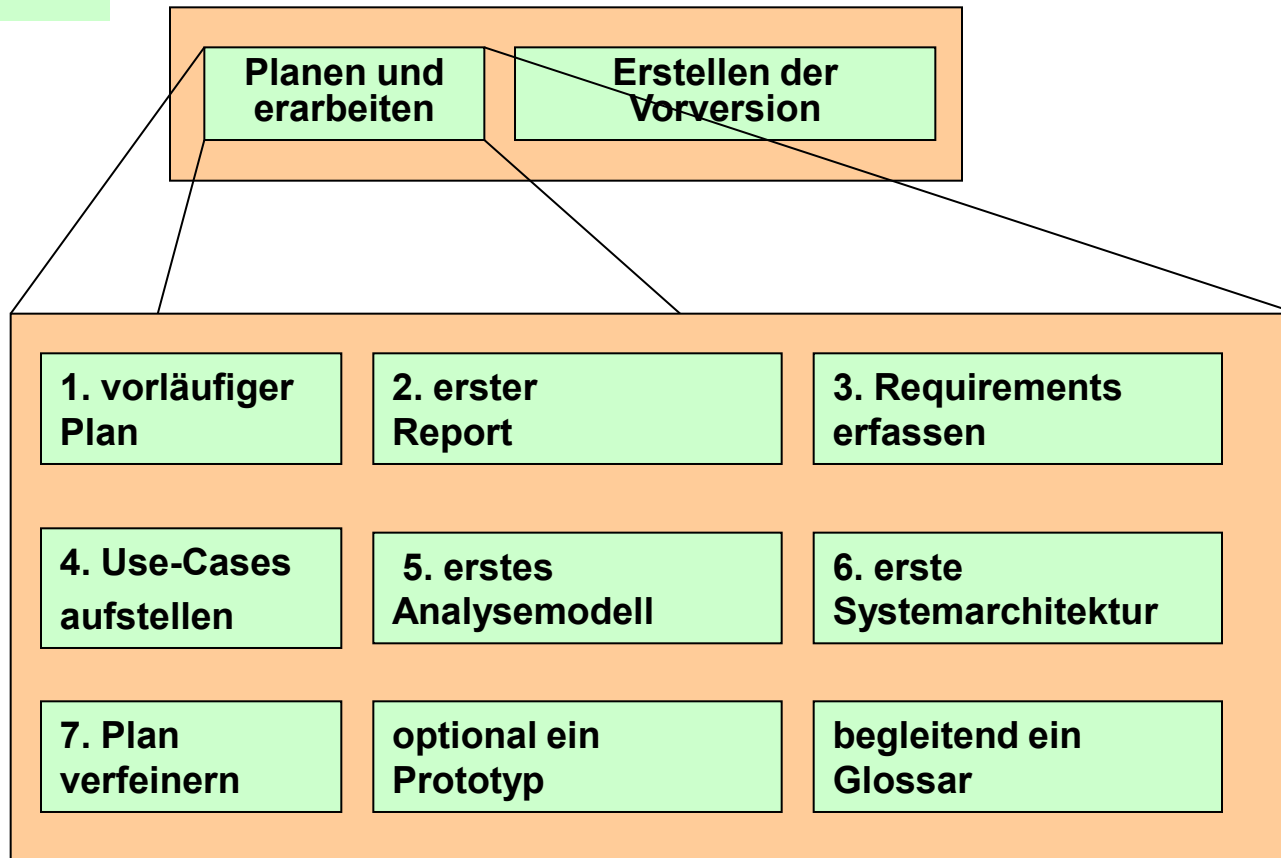 Planen und
erarbeiten
Erstellen der
Vorversion
1. vorläufiger
Plan
2. erster
Report
3. Requirements
erfassen
4. Use-Cases
aufstellen
5. erstes
Analysemodell
6. erste
Systemarchitektur
7. Plan
verfeinern
optional ein
Prototyp
begleitend ein
Glossar